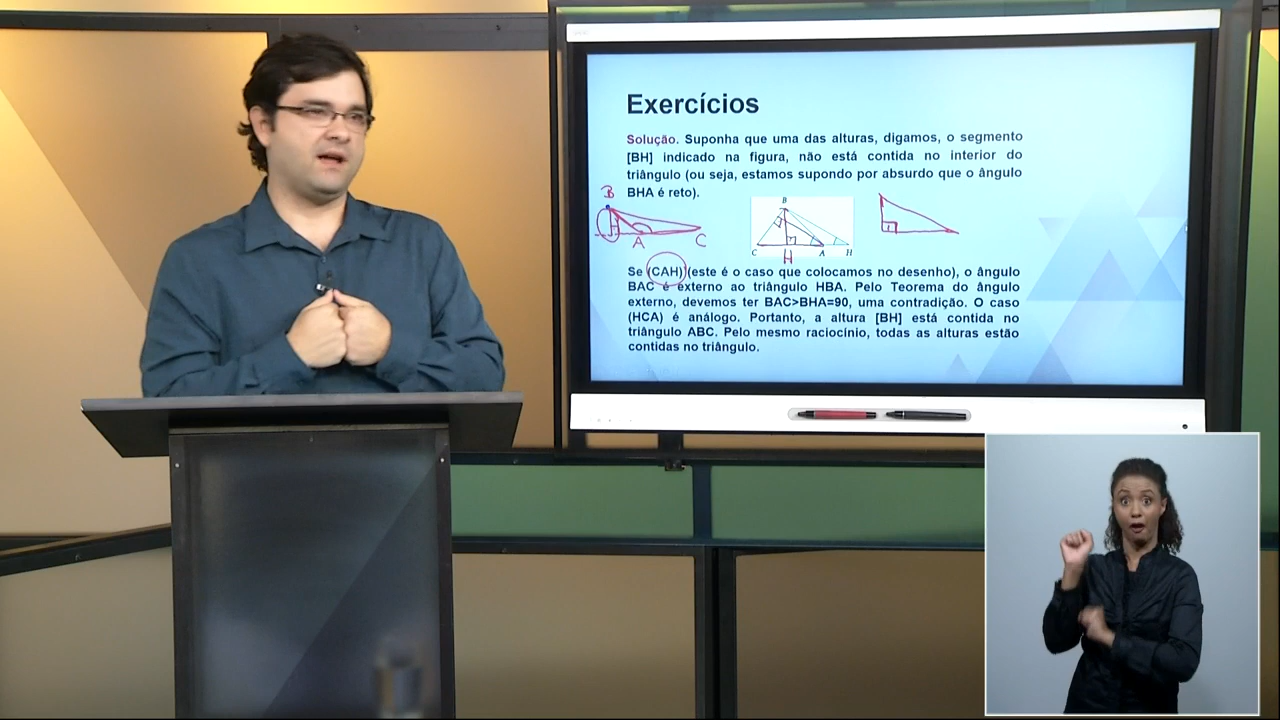 Exercícios
Solução. Suponha que uma das alturas, digamos, o segmento
[BH] indicado na figura, não está contida no interior do
triângulo (ou seja, estamos supondo por absurdo que o ângulo
BHA é reto).
B
A
C
B
C
H
A
H
Se (CAH) (este é o caso que colocamos no desenho), o ângulo
BAC é externo ao triângulo HBA. Pelo Teorema do ângulo
externo, devemos ter BAC>BHA=90, uma contradição. O caso
(HCA) é análogo. Portanto, a altura [BH] está contida no
triângulo ABC. Pelo mesmo raciocínio, todas as alturas estão
contidas no triângulo.